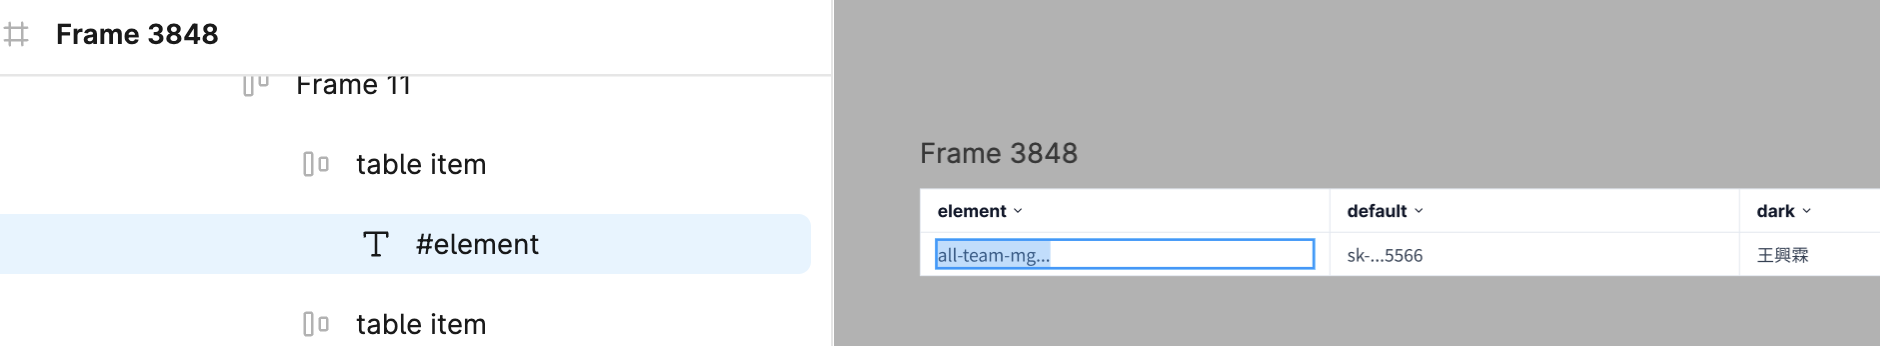 Frame 3848
Frame 11
table item
#element
table item
Frame 3848
element default dark
all-team-mg... sk-...5566 王興霖